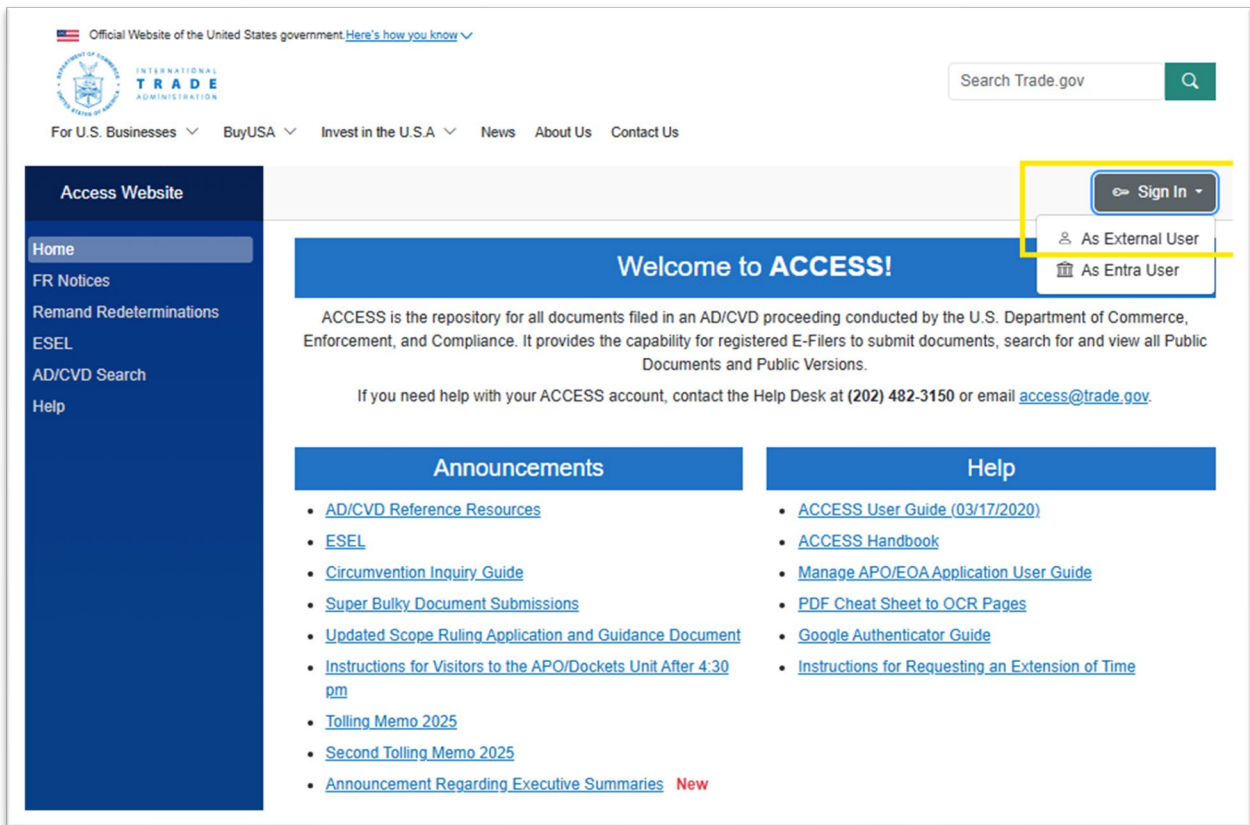 Official Website of the United States government. Here's how you know
INTERNATIONAL
TRADE
ADMINISTRATION
Search Trade.gov
For U.S. Businesses
BuyUSA
Invest in the U.S.A
News
About Us
Contact Us
Access Website
Sign In
As External User
As Entra User
Home
FR Notices
Remand Redeterminations
ESEL
AD/CVD Search
Help
Welcome to ACCESS!
ACCESS is the repository for all documents filed in an AD/CVD proceeding conducted by the U.S. Department of Commerce,
Enforcement, and Compliance. It provides the capability for registered E-Filers to submit documents, search for and view all Public
Documents and Public Versions.
If you need help with your ACCESS account, contact the Help Desk at (202) 482-3150 or email access@trade.gov.
Announcements
AD/CVD Reference Resources
ESEL
Circumvention Inquiry Guide
Super Bulky Document Submissions
Updated Scope Ruling Application and Guidance Document
Instructions for Visitors to the APO/Dockets Unit After 4:30
pm
Tolling Memo 2025
Second Tolling Memo 2025
Announcement Regarding Executive Summaries New
Help
ACCESS User Guide (03/17/2020)
ACCESS Handbook
Manage APO/EOA Application User Guide
PDF Cheat Sheet to OCR Pages
Google Authenticator Guide
Instructions for Requesting an Extension of Time